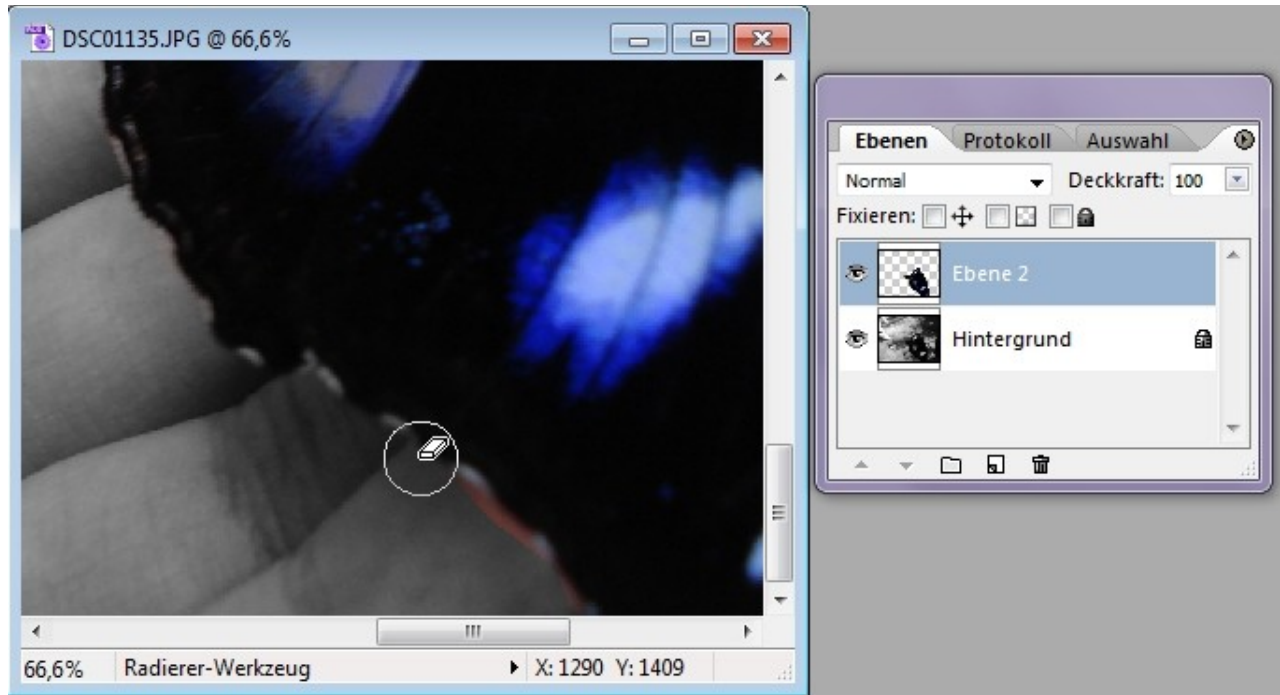 DSC01135.JPG @ 66,6%
Ebenen Protokoll Auswahl
Normal Deckkraft: 100
Fixieren:
Ebene 2
Hintergrund
66,6% Radierer-Werkzeug X: 1290 Y: 1409